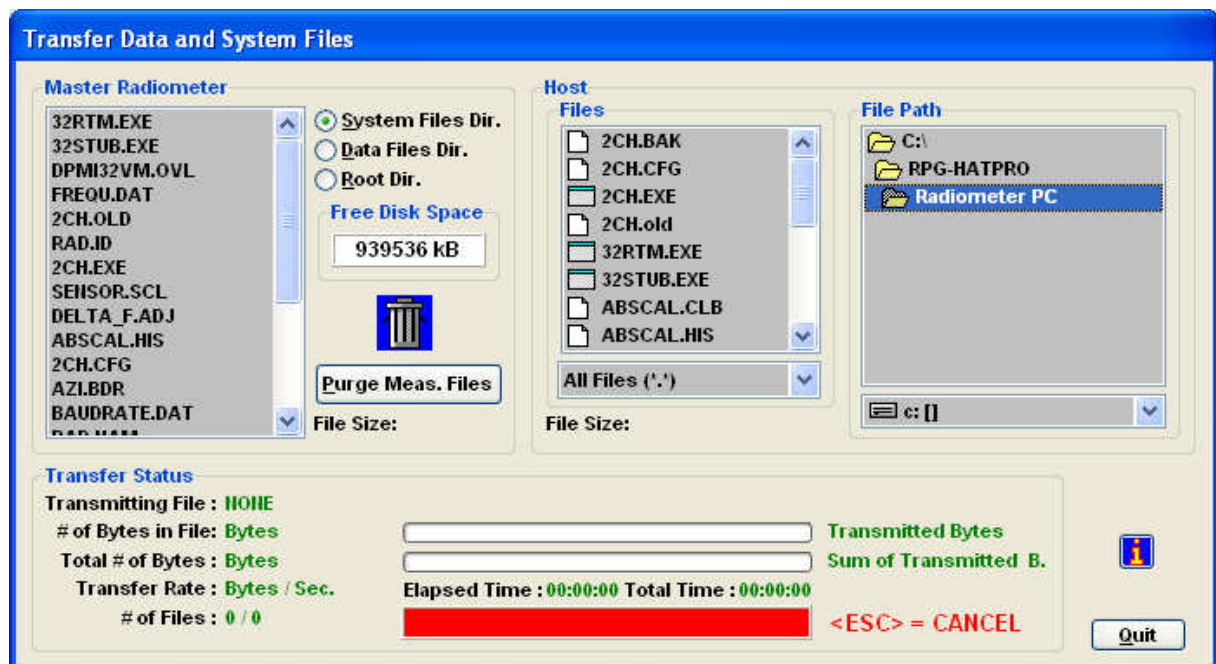 Transfer Data and System Files
Master Radiometer
32RTM.EXE
32STUB.EXE
DPMI32VM.OVL
FREQU.DAT
2CH.OLD
RAD.ID
2CH.EXE
SENSOR.SCL
DELTA_F.ADJ
ABSCAL.HIS
2CH.CFG
AZI.BDR
BAUDRATE.DAT
System Files Dir.
Data Files Dir.
Root Dir.
Free Disk Space
939536 kB
Purge Meas. Files
File Size:
Host
Files
2CH.BAK
2CH.CFG
2CH.EXE
2CH.old
32RTM.EXE
32STUB.EXE
ABSCAL.CLB
ABSCAL.HIS
All Files (*.*)
File Size:
File Path
C:\
RPG-HATPRO
Radiometer PC
c: []
Transfer Status
Transmitting File : NONE
# of Bytes in File: Bytes
Transmitted Bytes
Total # of Bytes : Bytes
Sum of Transmitted B.
Transfer Rate : Bytes / Sec.
Elapsed Time : 00:00:00 Total Time : 00:00:00
# of Files : 0 / 0
<ESC> = CANCEL
i
Quit